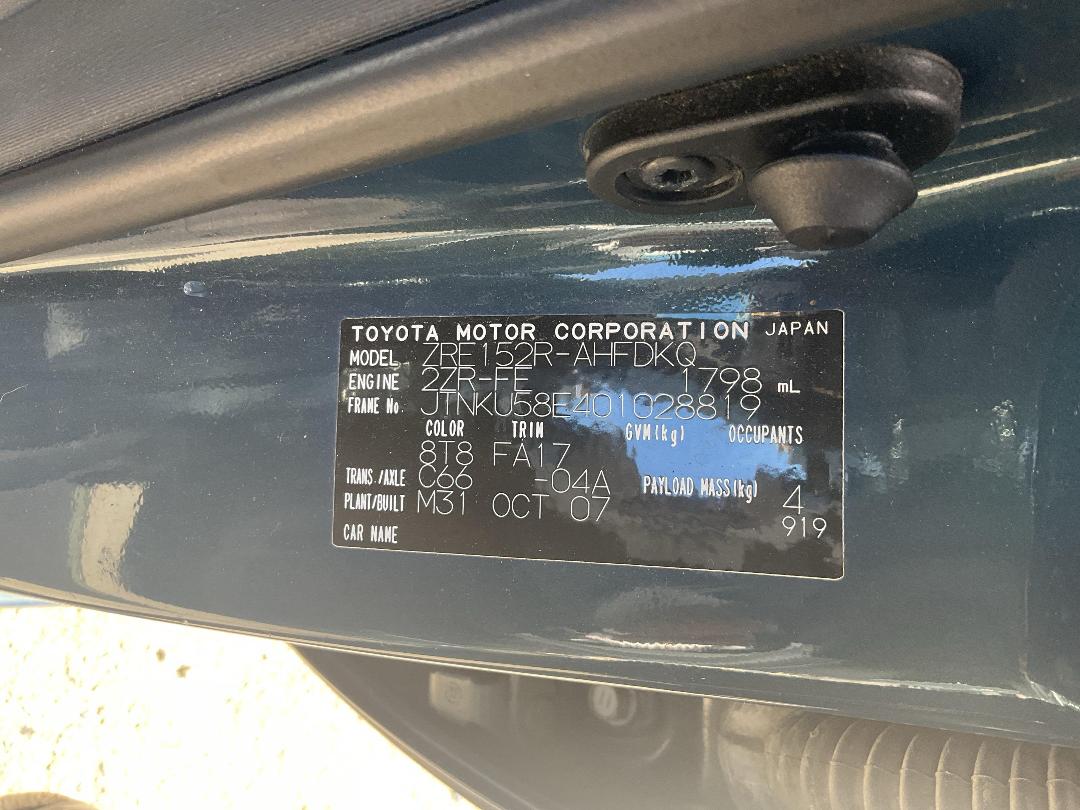 TOYOTA MOTOR CORPORATION JAPAN
MODEL ZRE152R-AHFDKQ
ENGINE 2ZR-FE 1798 mL
FRAME No. JTNKU58E401028819
COLOR TRIM GVM(kg) OCCUPANTS
8T8 FA17
TRANS./AXLE C66 -04A PAYLOAD MASS(kg) 4
PLANT/BUILT M31 OCT 07 919
CAR NAME